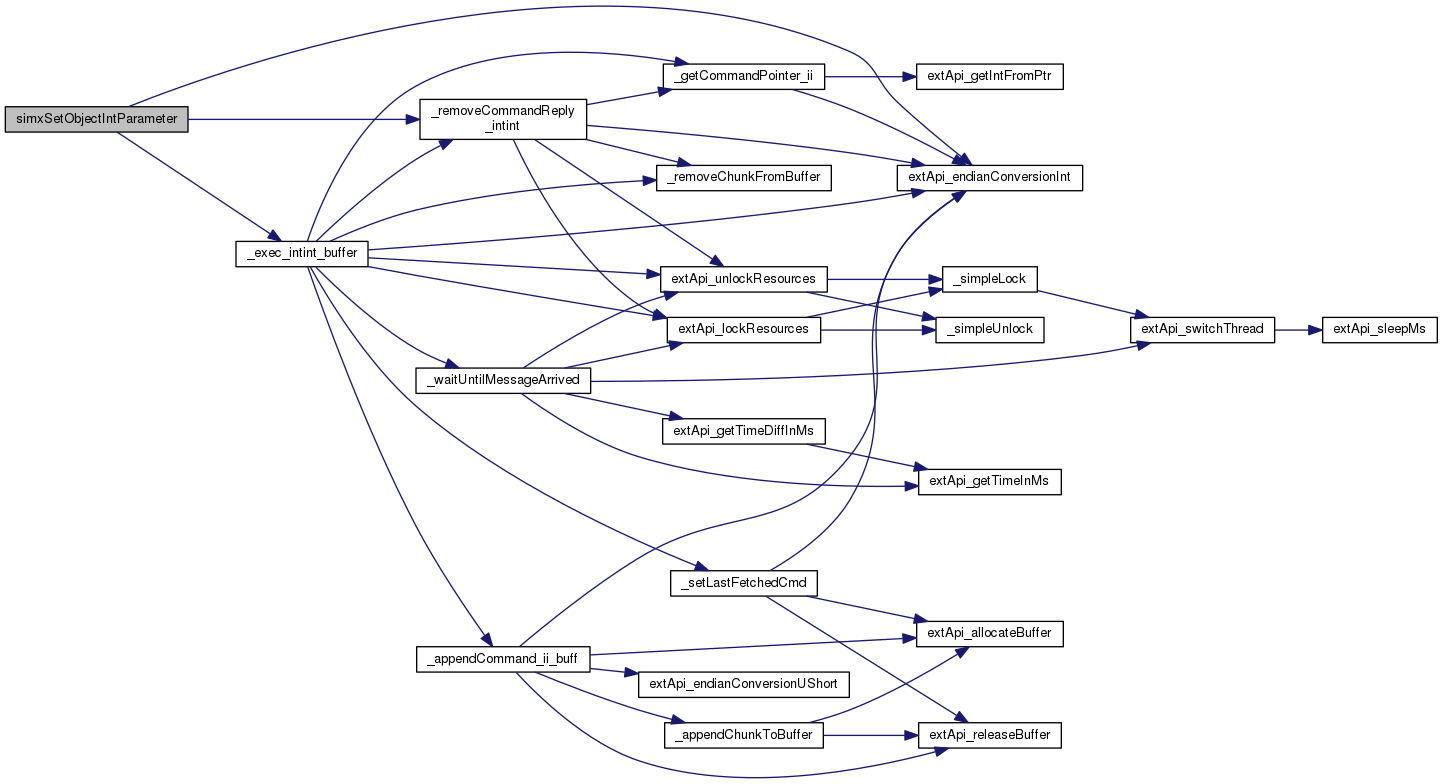 simxSetObjectIntParameter
_exec_intint_buffer
_removeCommandReply
_intint
_waitUntilMessageArrived
_appendCommand_ii_buff
_getCommandPointer_ii
_removeChunkFromBuffer
extApi_unlockResources
extApi_lockResources
extApi_getTimeDiffInMs
_setLastFetchedCmd
extApi_endianConversionUShort
_appendChunkToBuffer
extApi_getIntFromPtr
extApi_endianConversionInt
_simpleLock
_simpleUnlock
extApi_getTimeInMs
extApi_allocateBuffer
extApi_releaseBuffer
extApi_switchThread
extApi_sleepMs